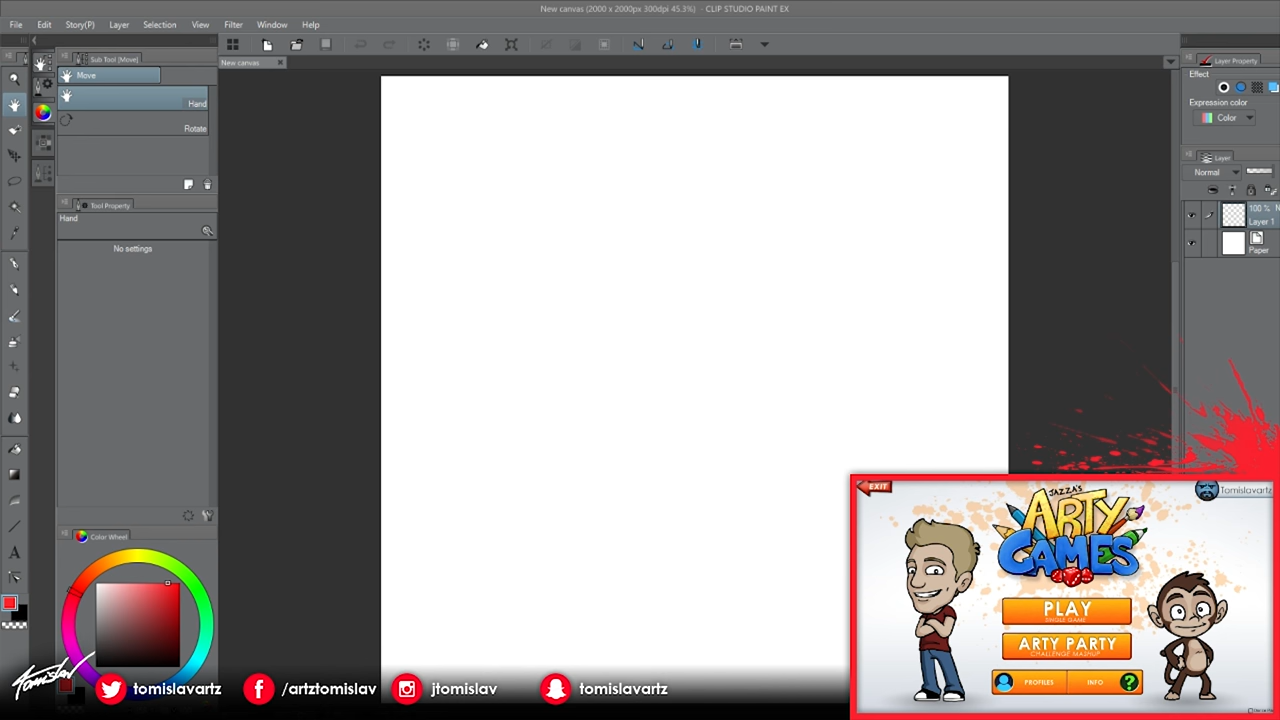 New canvas (2000 x 2000px 300dpi 45.3%) - CLIP STUDIO PAINT EX
File Edit Story(P) Layer Selection View Filter Window Help
Sub Tool (Move)
Move
Hand
Rotate
Tool Property
Hand
No settings
Color Wheel
New canvas
Layer Property
Effect
Expression color
Color
Layer
Normal
100 % N
Layer 1
Paper
A
EXIT
Tomislavartz
JAZZA'S
ARTY
GAMES
PLAY
SINGLE GAME
ARTY PARTY
CHALLENGE MASHUP
PROFILES INFO ?
Tomislav
tomislavartz /artztomislav jtomislav tomislavartz